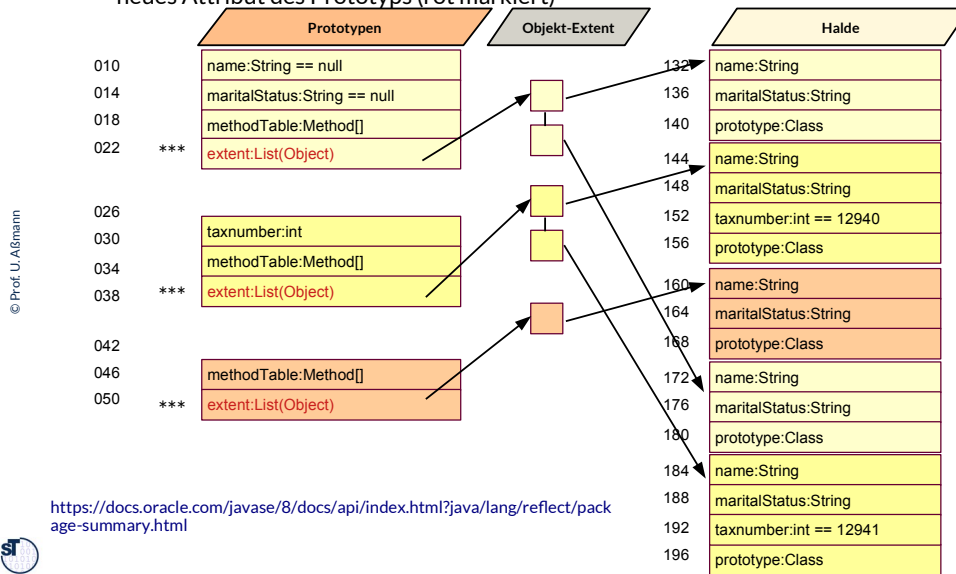 neues Attribut des Prototyps (rot markiert)
Prototypen
Objekt-Extent
Halde
010 name:String == null
014 maritalStatus:String == null
018 methodTable:Method[]
022 *** extent:List(Object)
026
030 taxnumber:int
034 methodTable:Method[]
038 *** extent:List(Object)
042
046 methodTable:Method[]
050 *** extent:List(Object)
132 name:String
136 maritalStatus:String
140 prototype:Class
144 name:String
148 maritalStatus:String
152 taxnumber:int == 12940
156 prototype:Class
160 name:String
164 maritalStatus:String
168 prototype:Class
172 name:String
176 maritalStatus:String
180 prototype:Class
184 name:String
188 maritalStatus:String
192 taxnumber:int == 12941
196 prototype:Class
https://docs.oracle.com/javase/8/docs/api/index.html?java/lang/reflect/pack
age-summary.html
© Prof. U. Aßmann
ST